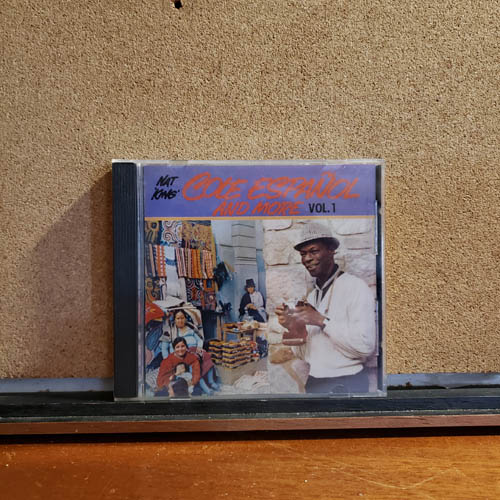 NAT
'KING'
COLE ESPAÑOL
AND MORE VOL.1